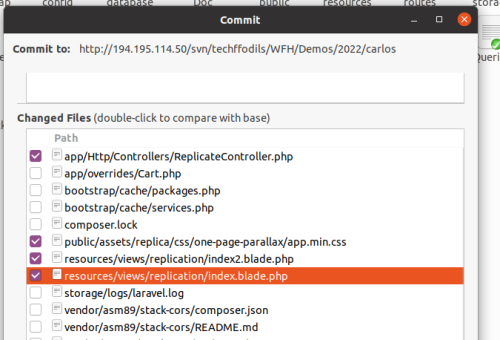 ap config database Doc public resources routes stora
Commit
Commit to: http://194.195.114.50/svn/techffodils/WFH/Demos/2022/carlos
Queri
Changed Files (double-click to compare with base)
Path
app/Http/Controllers/ReplicateController.php
app/overrides/Cart.php
bootstrap/cache/packages.php
bootstrap/cache/services.php
composer.lock
public/assets/replica/css/one-page-parallax/app.min.css
resources/views/replication/index2.blade.php
resources/views/replication/index.blade.php
storage/logs/laravel.log
vendor/asm89/stack-cors/composer.json
vendor/asm89/stack-cors/README.md